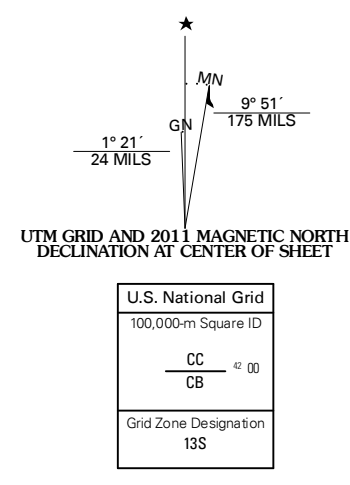 ★
MN
9° 51´
175 MILS
GN
1° 21´
24 MILS
UTM GRID AND 2011 MAGNETIC NORTH
DECLINATION AT CENTER OF SHEET
U.S. National Grid
100,000-m Square ID
CC
42 00
CB
Grid Zone Designation
13S